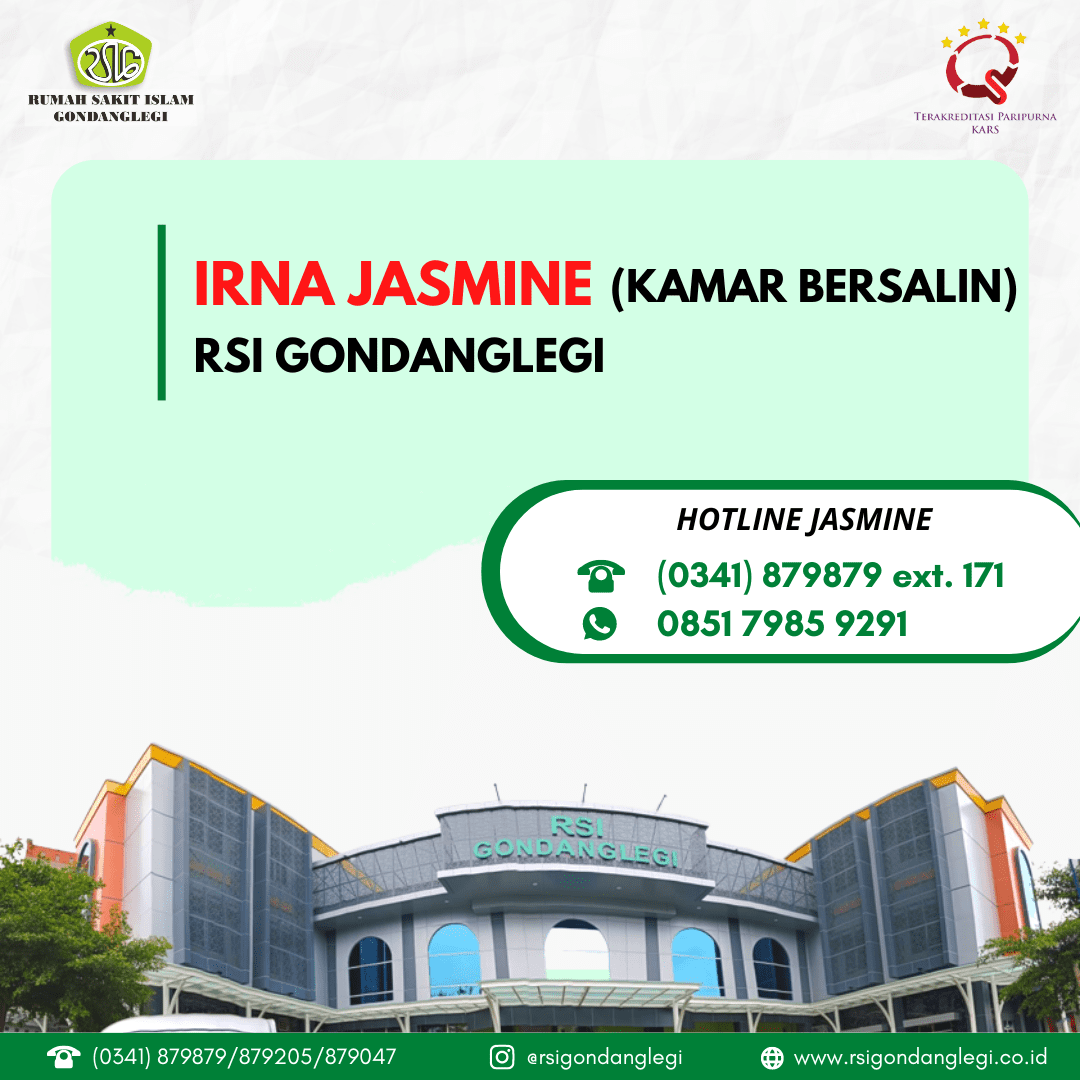 RUMAH SAKIT ISLAM
GONDANGLEGI
TERAKREDITASI PARIPURNA
KARS
IRNA JASMINE (KAMAR BERSALIN)
RSI GONDANGLEGI
HOTLINE JASMINE
(0341) 879879 ext. 171
0851 7985 9291
RSI
GONDANGLEGI
(0341) 879879/879205/879047
@rsigondanglegi
www.rsigondanglegi.co.id